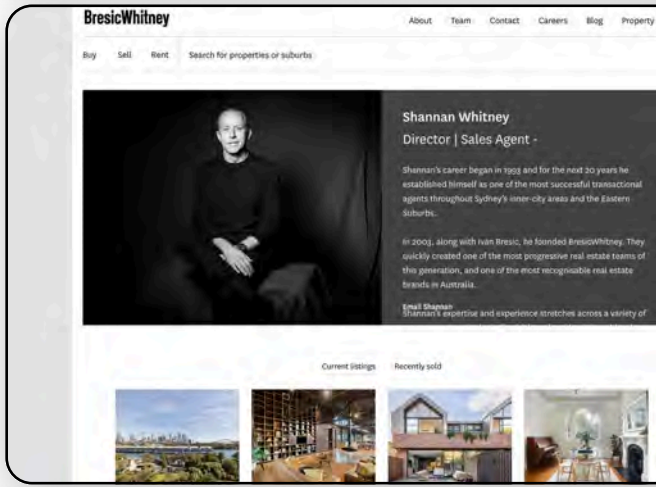 BresicWhitney
About Team Contact Careers Blog Property
Buy Sell Rent Search for properties or suburbs
Shannan Whitney
Director | Sales Agent -
Shannan's career began in 1993 and for the next 20 years he
established himself as one of the most successful transactional
agents throughout Sydney's inner-city areas and the Eastern
Suburbs.
In 2003, along with Ivan Bresic, he founded BresicWhitney. They
quickly created one of the most progressive real estate teams of
this generation, and one of the most recognisable real estate
brands in Australia.
Email Shannan
Shannan's expertise and experience stretches across a variety of
Current listings Recently sold